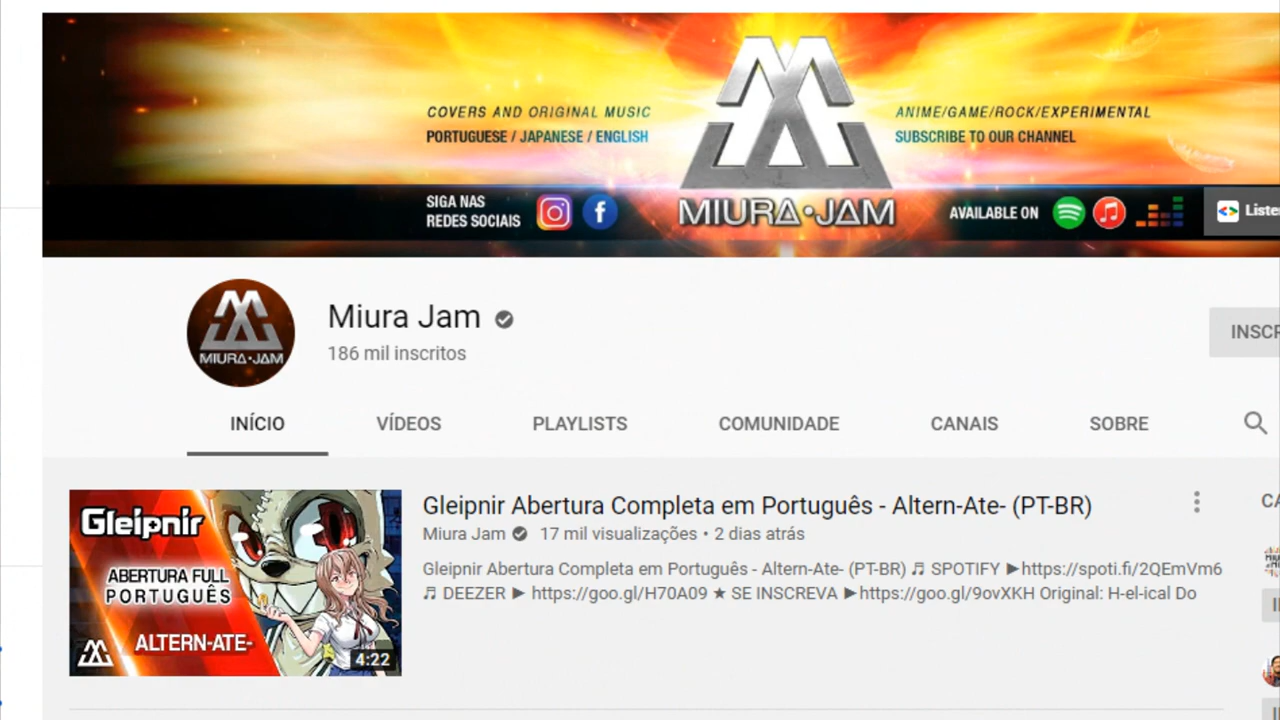 COVERS AND ORIGINAL MUSIC
PORTUGUESE / JAPANESE / ENGLISH
ANIME/GAME/ROCK/EXPERIMENTAL
SUBSCRIBE TO OUR CHANNEL
SIGA NAS
REDES SOCIAIS
MIURA•JAM
AVAILABLE ON
Liste
MIURA•JAM
Miura Jam
186 mil inscritos
INSCR
INÍCIO VÍDEOS PLAYLISTS COMUNIDADE CANAIS SOBRE
Gleipnir
ABERTURA FULL
PORTUGUÊS
ALTERN-ATE-
4:22
Gleipnir Abertura Completa em Português - Altern-Ate- (PT-BR)
Miura Jam 17 mil visualizações • 2 dias atrás
Gleipnir Abertura Completa em Português - Altern-Ate- (PT-BR) ♬ SPOTIFY ►https://spoti.fi/2QEmVm6
♬ DEEZER ► https://goo.gl/H70A09 ★ SE INSCREVA ►https://goo.gl/9ovXKH Original: H-el-ical Do
CA